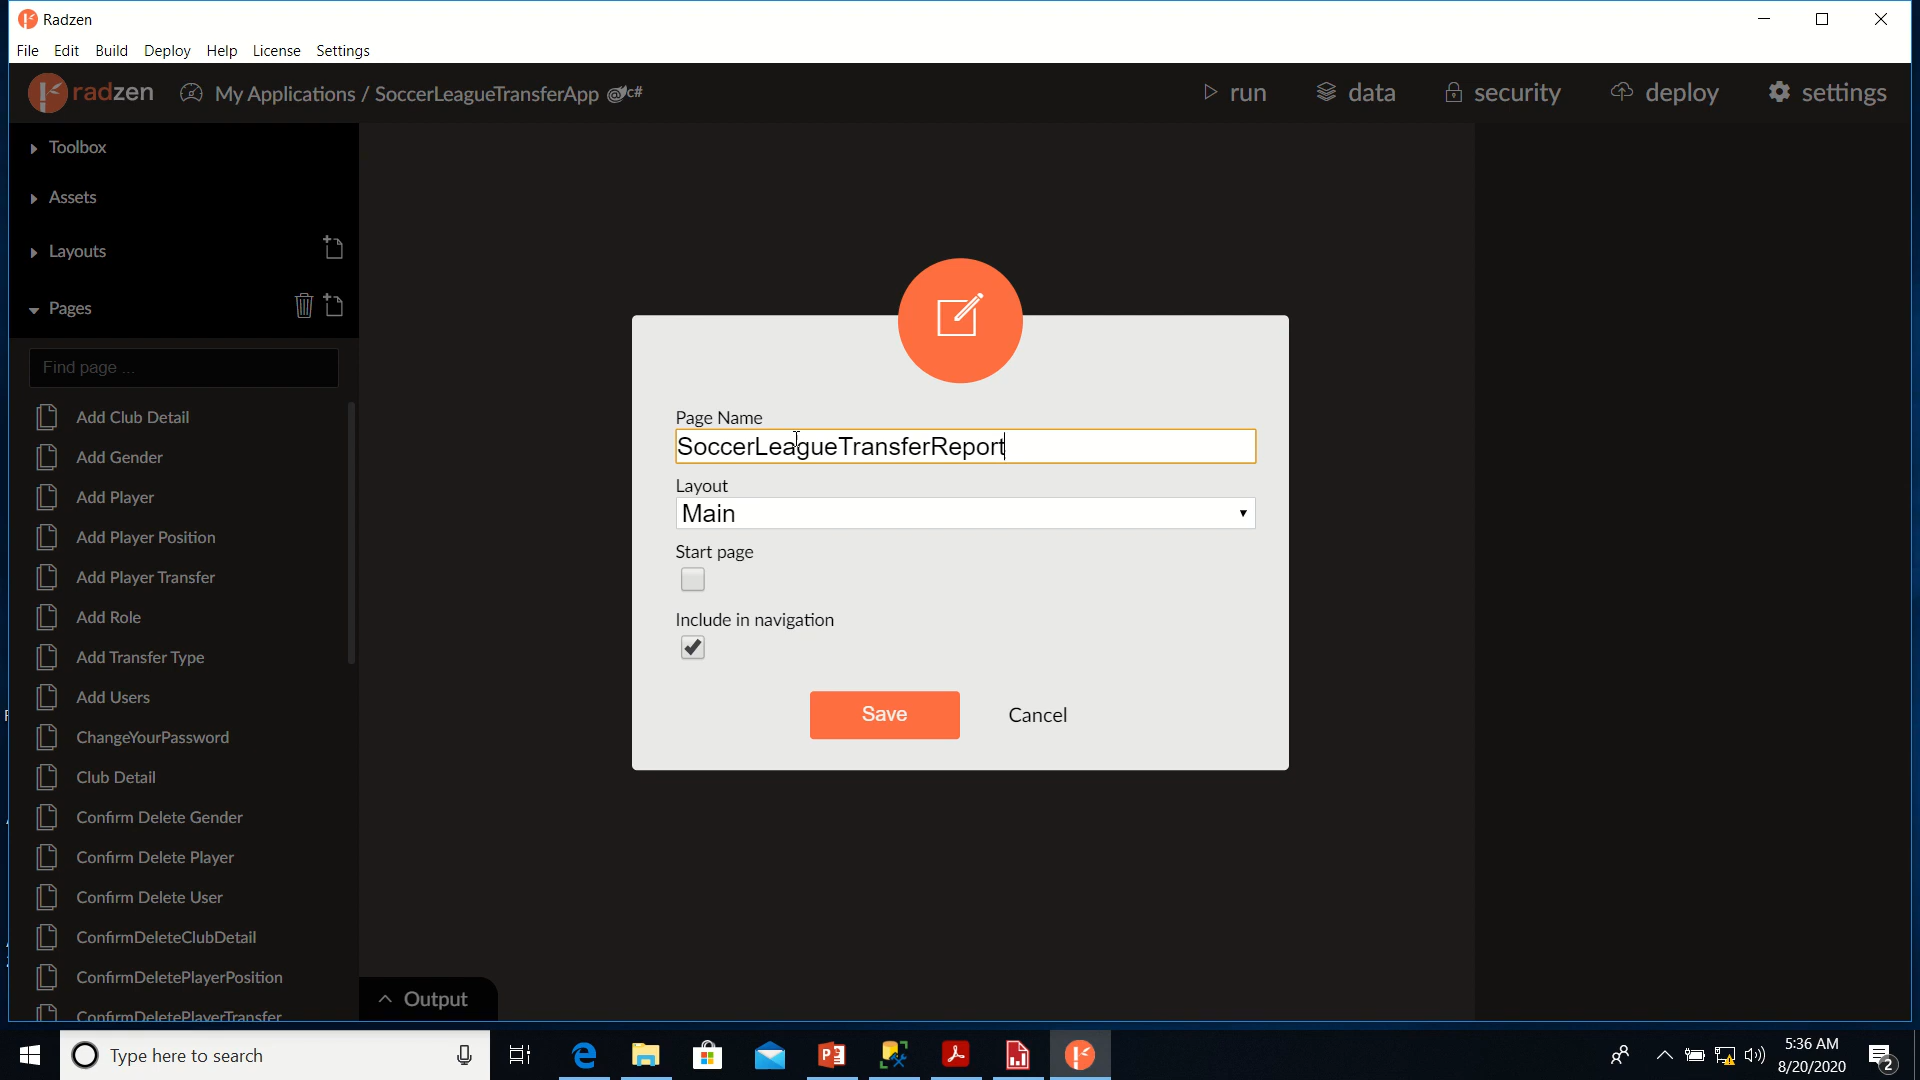 Radzen
File Edit Build Deploy Help License Settings
radzen My Applications / SoccerLeagueTransferApp C# run data security deploy settings
Toolbox
Assets
Layouts
Pages
Find page ...
Add Club Detail
Add Gender
Add Player
Add Player Position
Add Player Transfer
Add Role
Add Transfer Type
Add Users
ChangeYourPassword
Club Detail
Confirm Delete Gender
Confirm Delete Player
Confirm Delete User
ConfirmDeleteClubDetail
ConfirmDeletePlayerPosition
ConfirmDeletePlayerTransfer
Page Name
SoccerLeagueTransferReport
Layout
Main
Start page
Include in navigation
Save Cancel
Output
Type here to search
5:36 AM
8/20/2020
2